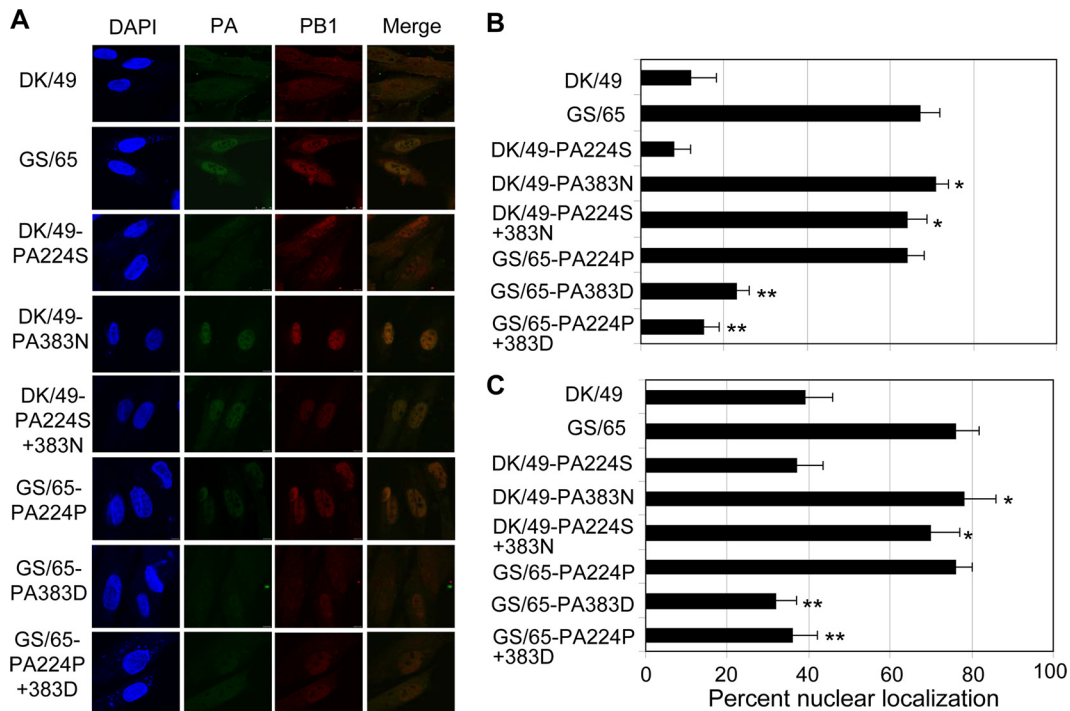 A
DAPI
PA
PB1
Merge
DK/49
GS/65
DK/49-
PA224S
DK/49-
PA383N
DK/49-
PA224S
+383N
GS/65-
PA224P
GS/65-
PA383D
GS/65-
PA224P
+383D
B
DK/49
GS/65
DK/49-PA224S
DK/49-PA383N
*
DK/49-PA224S
+383N
*
GS/65-PA224P
GS/65-PA383D
**
GS/65-PA224P
+383D
**
C
DK/49
GS/65
DK/49-PA224S
DK/49-PA383N
*
DK/49-PA224S
+383N
*
GS/65-PA224P
GS/65-PA383D
**
GS/65-PA224P
+383D
**
0 20 40 60 80 100
Percent nuclear localization